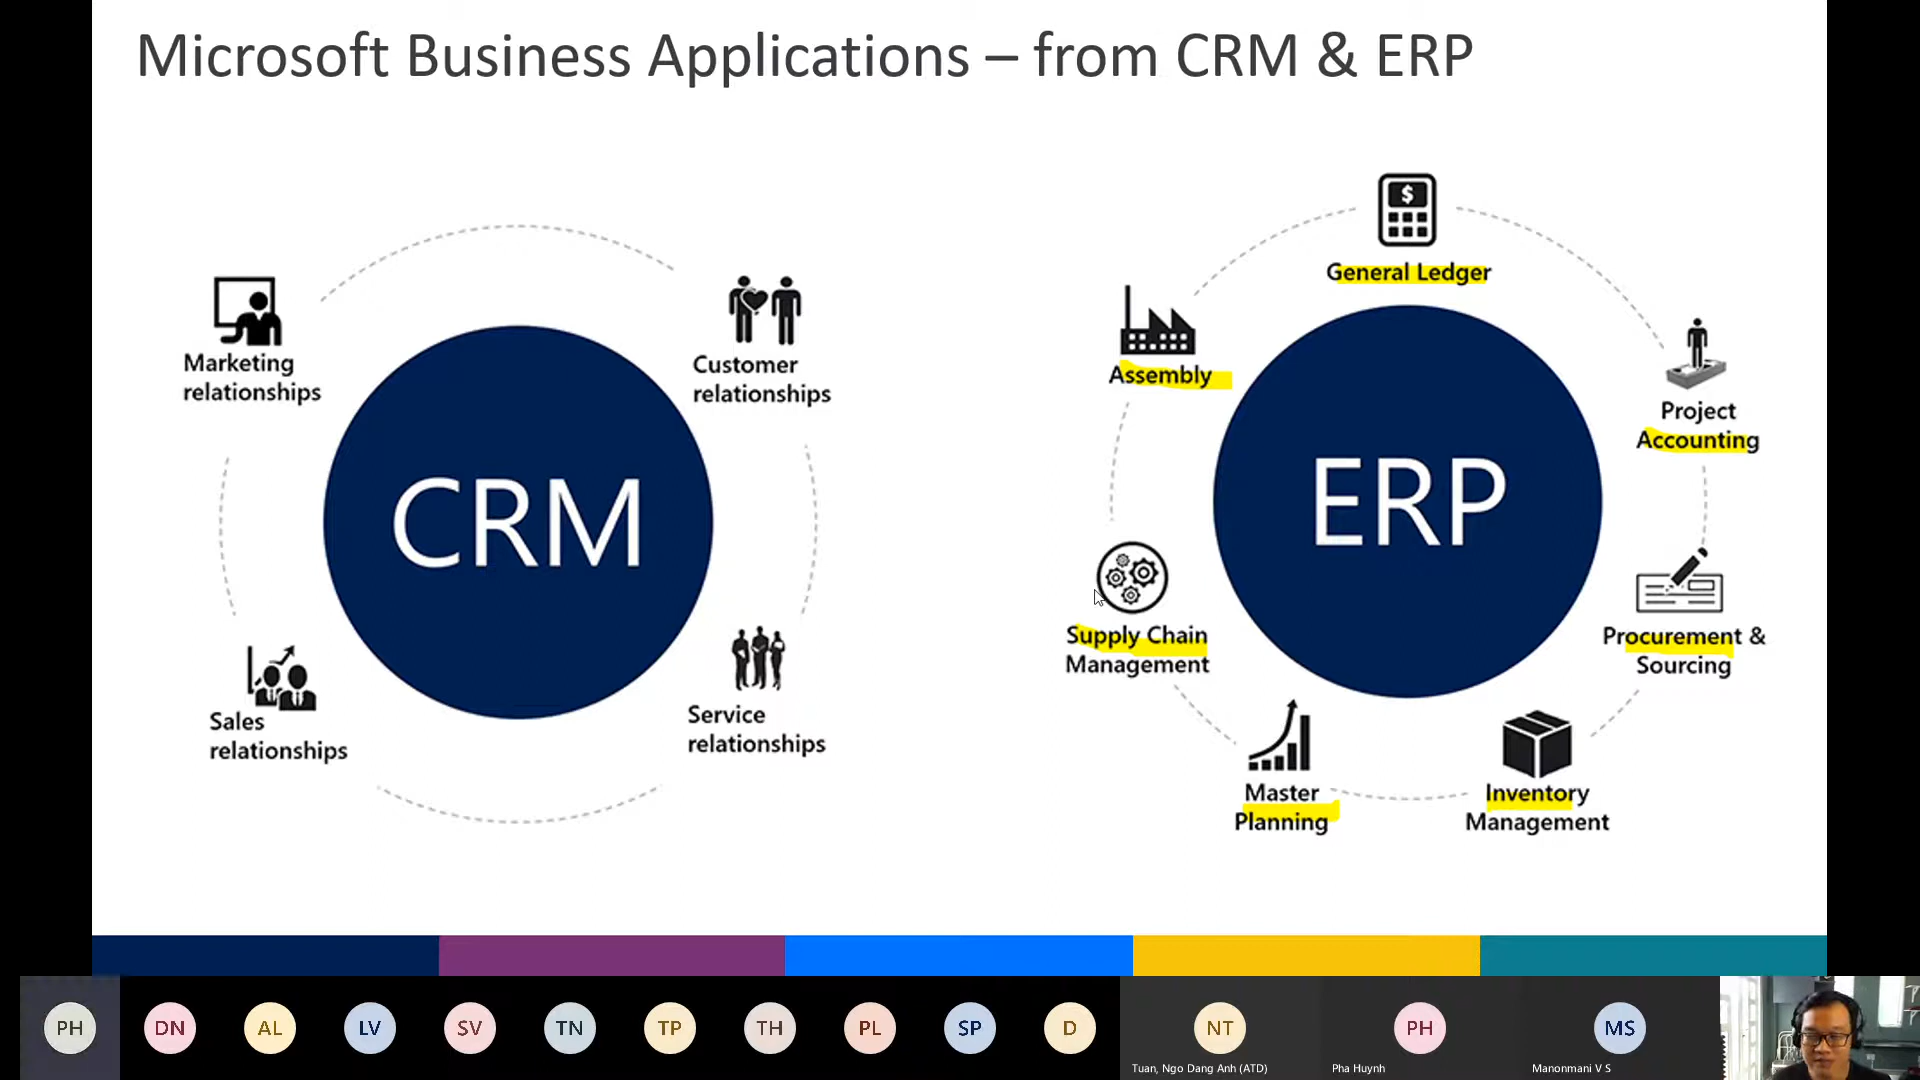 Microsoft Business Applications – from CRM & ERP
Marketing
relationships
Customer
relationships
CRM
Sales
relationships
Service
relationships
$
General Ledger
Assembly
Project
Accounting
ERP
Supply Chain
Management
Procurement &
Sourcing
Master
Planning
Inventory
Management
PH
DN
AL
LV
SV
TN
TP
TH
PL
SP
D
NT
Tuan, Ngo Dang Anh (ATD)
PH
Pha Huynh
MS
Manonmani V S